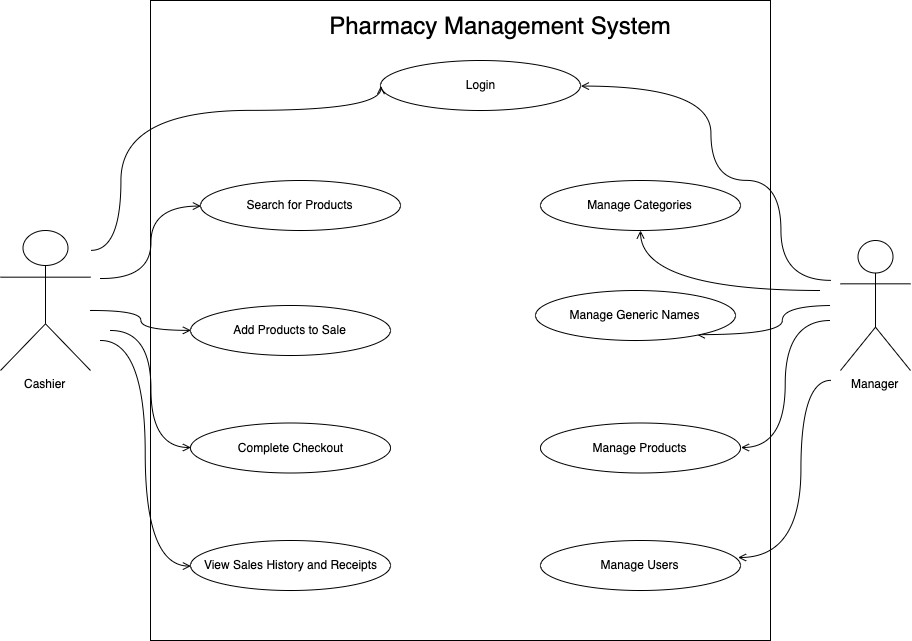 Pharmacy Management System
Login
Search for Products
Manage Categories
Manage Generic Names
Add Products to Sale
Cashier
Manager
Complete Checkout
Manage Products
View Sales History and Receipts
Manage Users